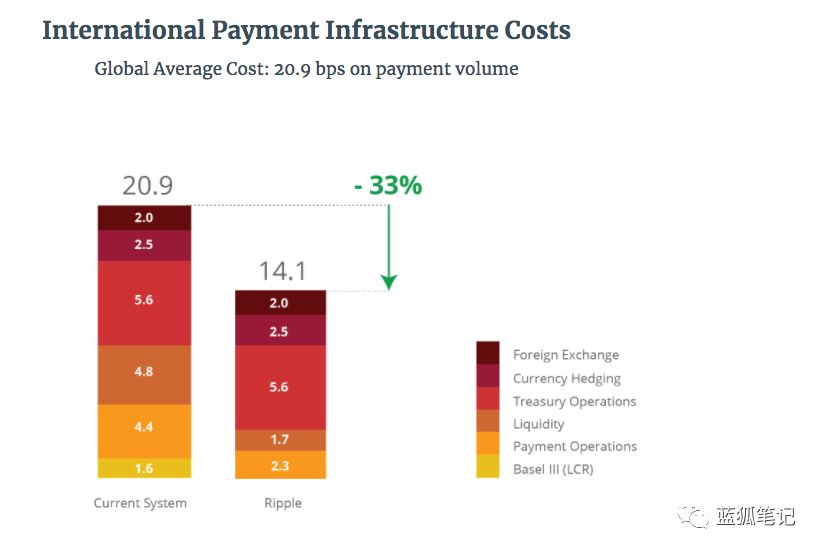 International Payment Infrastructure Costs
Global Average Cost: 20.9 bps on payment volume
20.9
- 33%
2.0
2.5
5.6
4.8
4.4
1.6
14.1
2.0
2.5
5.6
1.7
2.3
Current System
Ripple
Foreign Exchange
Currency Hedging
Treasury Operations
Liquidity
Payment Operations
Basel III (LCR)
蓝狐笔记